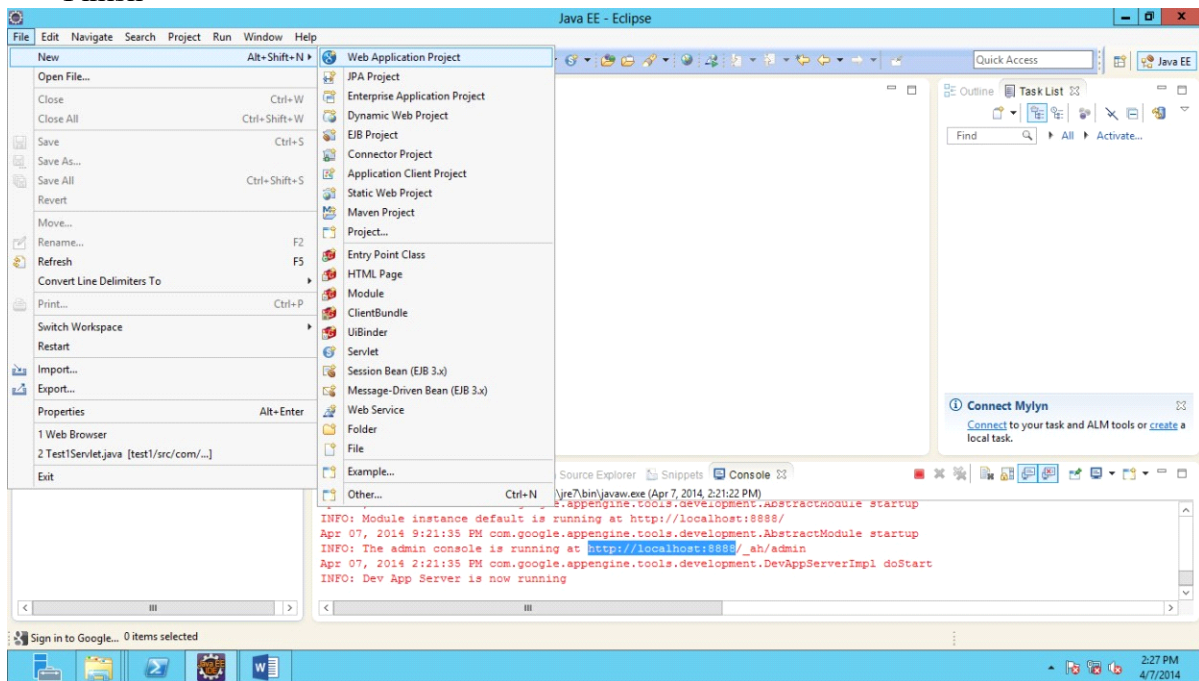 Java EE - Eclipse
File Edit Navigate Search Project Run Window Help
Quick Access
Java EE
New Alt+Shift+N
Open File...
Close Ctrl+W
Close All Ctrl+Shift+W
Save Ctrl+S
Save As...
Save All Ctrl+Shift+S
Revert
Move...
Rename... F2
Refresh F5
Convert Line Delimiters To
Print... Ctrl+P
Switch Workspace
Restart
Import...
Export...
Properties Alt+Enter
1 Web Browser
2 Test1Servlet.java [test1/src/com/...]
Exit
Web Application Project
JPA Project
Enterprise Application Project
Dynamic Web Project
EJB Project
Connector Project
Application Client Project
Static Web Project
Maven Project
Project...
Entry Point Class
HTML Page
Module
ClientBundle
UiBinder
Servlet
Session Bean (EJB 3.x)
Message-Driven Bean (EJB 3.x)
Web Service
Folder
File
Example...
Other... Ctrl+N
Outline Task List
Find All Activate...
Connect Mylyn
Connect to your task and ALM tools or create a
local task.
Source Explorer Snippets Console
\jre7\bin\javaw.exe (Apr 7, 2014, 2:21:22 PM)
e.appengine.tools.development.AbstractModule startup
INFO: Module instance default is running at http://localhost:8888/
Apr 07, 2014 9:21:35 PM com.google.appengine.tools.development.AbstractModule startup
INFO: The admin console is running at http://localhost:8888/_ah/admin
Apr 07, 2014 2:21:35 PM com.google.appengine.tools.development.DevAppServerImpl doStart
INFO: Dev App Server is now running
Sign in to Google... 0 items selected
2:27 PM
4/7/2014